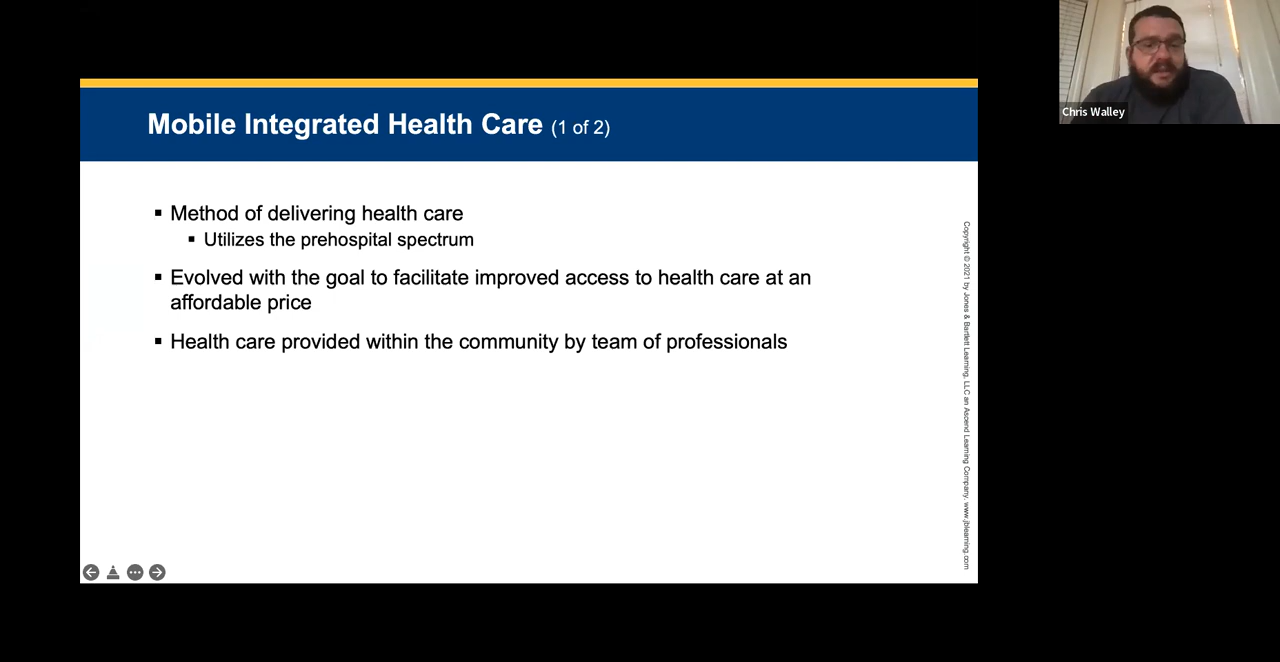 Mobile Integrated Health Care (1 of 2)
▪ Method of delivering health care
▪ Utilizes the prehospital spectrum
▪ Evolved with the goal to facilitate improved access to health care at an
affordable price
▪ Health care provided within the community by team of professionals
Copyright © 2021 by Jones & Bartlett Learning, LLC an Ascend Learning Company. www.jblearning.com
Chris Walley